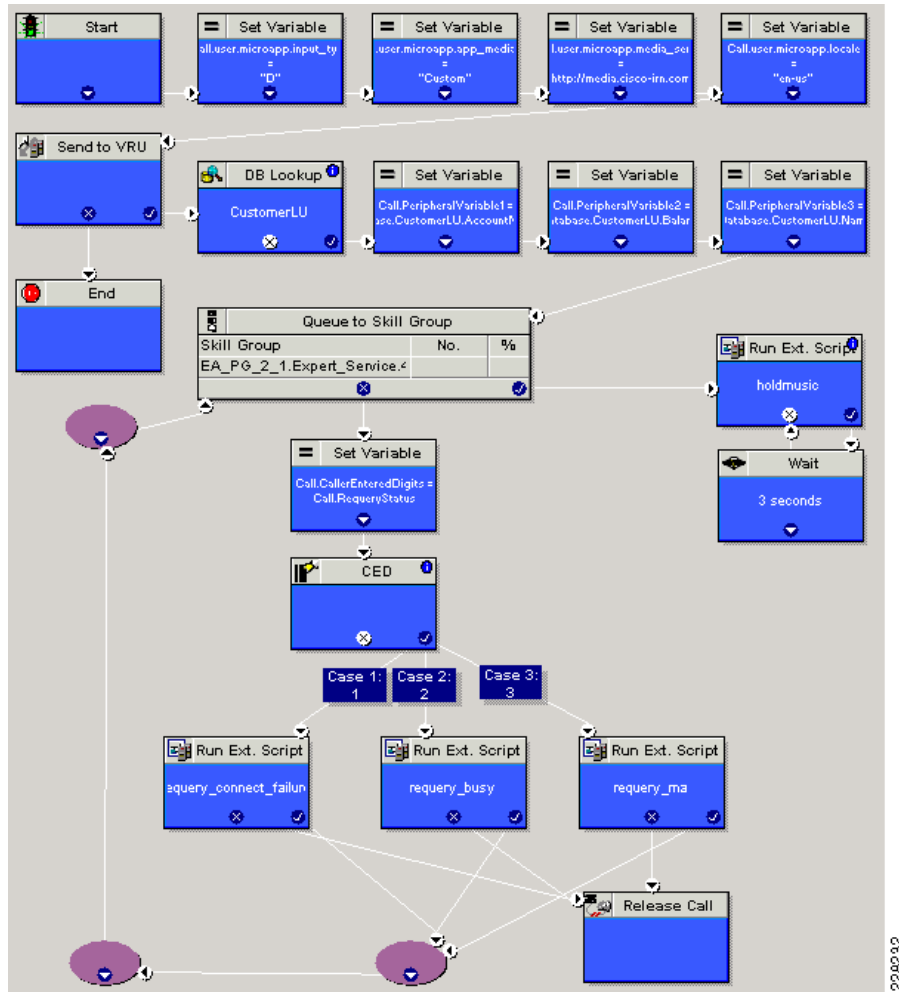 Start
Set Variable
Set Variable
Set Variable
Set Variable
all.user.microapp.input_ty
=
"D"
.user.microapp.app_media
=
"Custom"
l.user.microapp.media_ser
=
http://media.cisco-irn.com
Call.user.microapp.locale
=
"en-us"
Send to VRU
DB Lookup
CustomerLU
Set Variable
Call.PeripheralVariable1 =
ase.CustomerLU.AccountN
Set Variable
Call.PeripheralVariable2 =
tabase.CustomerLU.Balar
Set Variable
Call.PeripheralVariable3 =
atabase.CustomerLU.Nam
End
Queue to Skill Group
Skill Group No. %
EA_PG_2_1.Expert_Service.4
Run Ext. Script
holdmusic
Wait
3 seconds
Set Variable
Call.CallerEnteredDigits =
Call.RequeryStatus
CED
Case 1:
1
Case 2:
2
Case 3:
3
Run Ext. Script
equery_connect_failure
Run Ext. Script
requery_busy
Run Ext. Script
requery_rna
Release Call